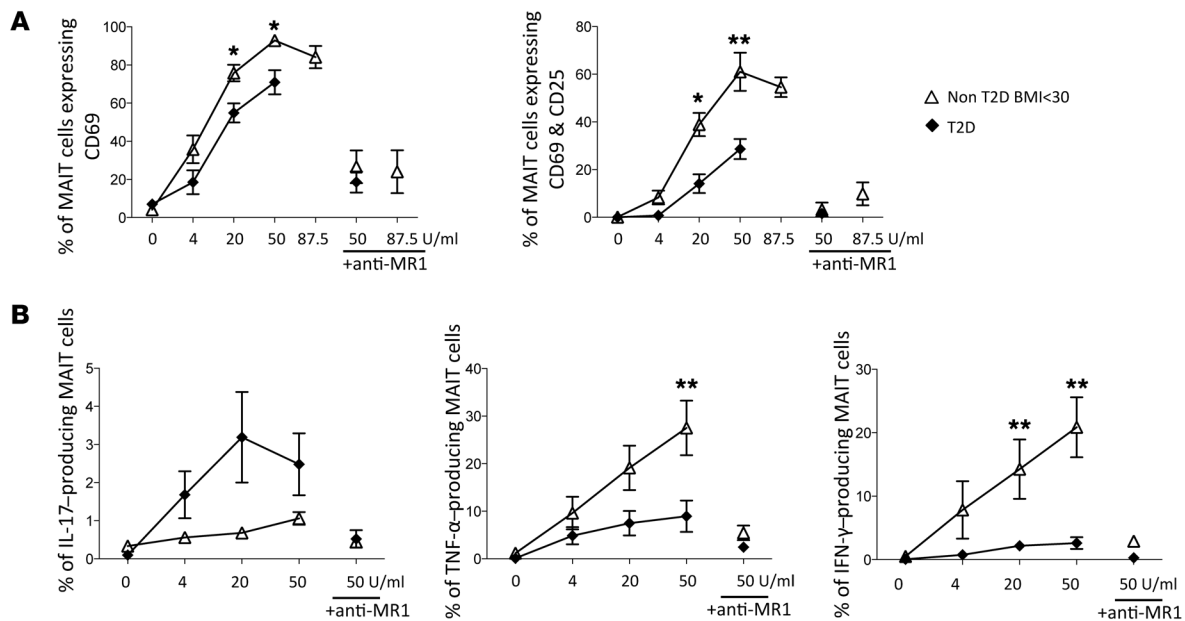 A
% of MAIT cells expressing
CD69
100
80
60
40
20
0
*
*
0 4 20 50 87.5 50 87.5 U/ml
+anti-MR1
% of MAIT cells expressing
CD69 & CD25
80
60
40
20
0
*
**
0 4 20 50 87.5 50 87.5 U/ml
+anti-MR1
Non T2D BMI<30
T2D
B
% of IL-17–producing MAIT cells
5
4
3
2
1
0
0 4 20 50 50 U/ml
+anti-MR1
% of TNF-α–producing MAIT cells
40
30
20
10
0
**
0 4 20 50 50 U/ml
+anti-MR1
% of IFN-γ–producing MAIT cells
30
20
10
0
**
**
0 4 20 50 50 U/ml
+anti-MR1